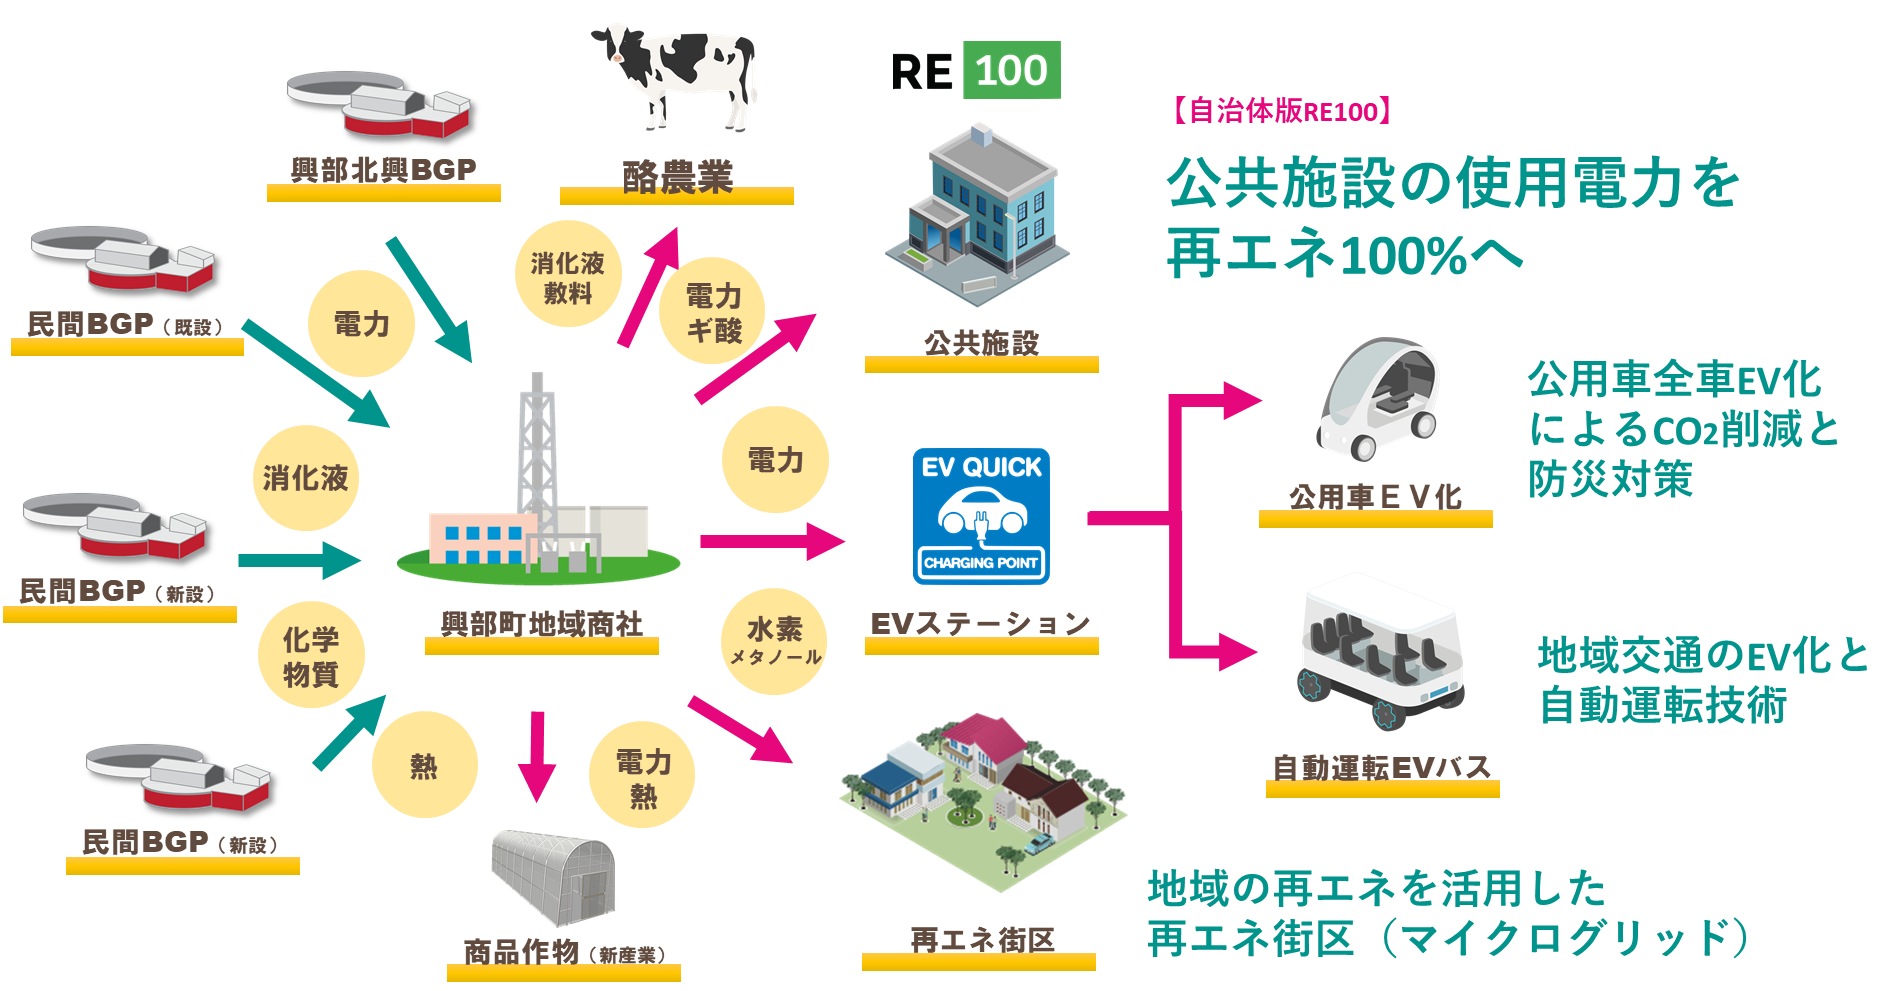 興部北興BGP
酪農業
RE100
【自治体版RE100】
公共施設の使用電力を
再エネ100%へ
民間BGP（既設）
電力
消化液
敷料
電力
ギ酸
公共施設
消化液
電力
EV QUICK
CHARGING POINT
公用車ＥＶ化
公用車全車EV化
によるCO2削減と
防災対策
民間BGP（新設）
興部町地域商社
EVステーション
化学
物質
水素
メタノール
熱
電力
熱
自動運転EVバス
地域交通のEV化と
自動運転技術
民間BGP（新設）
商品作物（新産業）
再エネ街区
地域の再エネを活用した
再エネ街区（マイクログリッド）